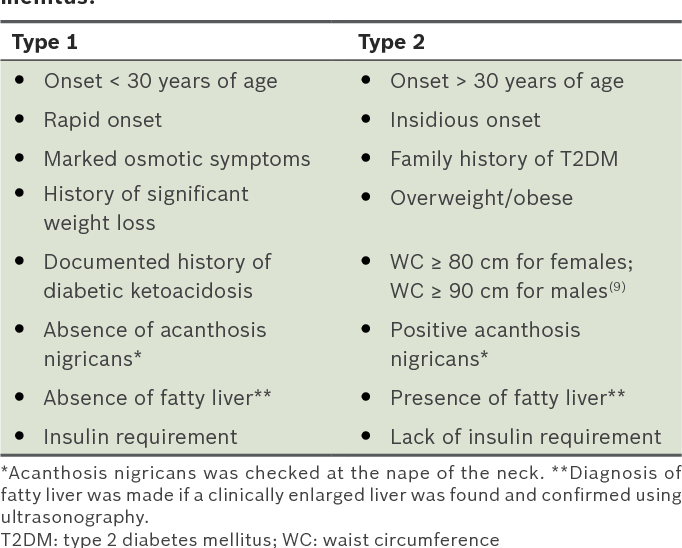 mellitus.
Type 1 Type 2
• Onset < 30 years of age • Onset > 30 years of age
• Rapid onset • Insidious onset
• Marked osmotic symptoms • Family history of T2DM
• History of significant weight loss • Overweight/obese
• Documented history of diabetic ketoacidosis • WC ≥ 80 cm for females; WC ≥ 90 cm for males(9)
• Absence of acanthosis nigricans* • Positive acanthosis nigricans*
• Absence of fatty liver** • Presence of fatty liver**
• Insulin requirement • Lack of insulin requirement
*Acanthosis nigricans was checked at the nape of the neck. **Diagnosis of
fatty liver was made if a clinically enlarged liver was found and confirmed using
ultrasonography.
T2DM: type 2 diabetes mellitus; WC: waist circumference